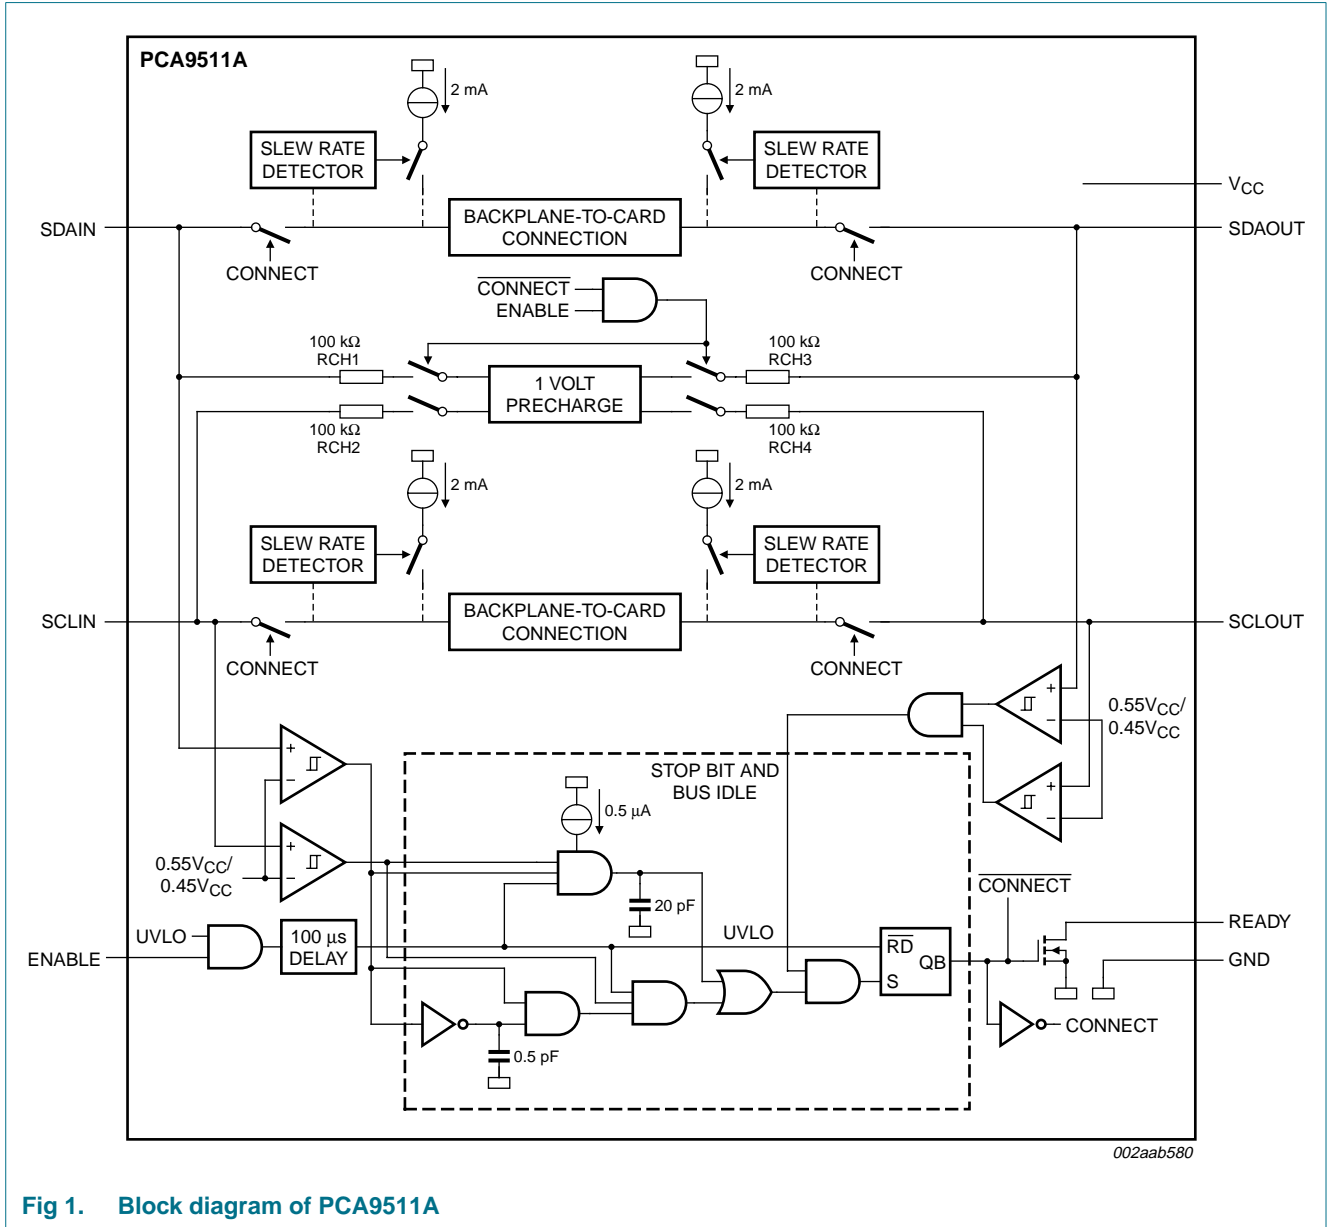 PCA9511A
2 mA
2 mA
SLEW RATE
DETECTOR
SLEW RATE
DETECTOR
VCC
SDAIN
BACKPLANE-TO-CARD
CONNECTION
SDAOUT
CONNECT
CONNECT
CONNECT
ENABLE
100 kΩ
RCH1
100 kΩ
RCH3
1 VOLT
PRECHARGE
100 kΩ
RCH2
100 kΩ
RCH4
2 mA
2 mA
SLEW RATE
DETECTOR
SLEW RATE
DETECTOR
SCLIN
BACKPLANE-TO-CARD
CONNECTION
SCLOUT
CONNECT
CONNECT
+
−
0.55VCC/
0.45VCC
+
−
STOP BIT AND
BUS IDLE
0.5 µA
+
−
+
−
0.55VCC/
0.45VCC
CONNECT
20 pF
UVLO
100 µs
DELAY
UVLO
RD
QB
S
READY
ENABLE
GND
CONNECT
0.5 pF
002aab580
Fig 1. Block diagram of PCA9511A